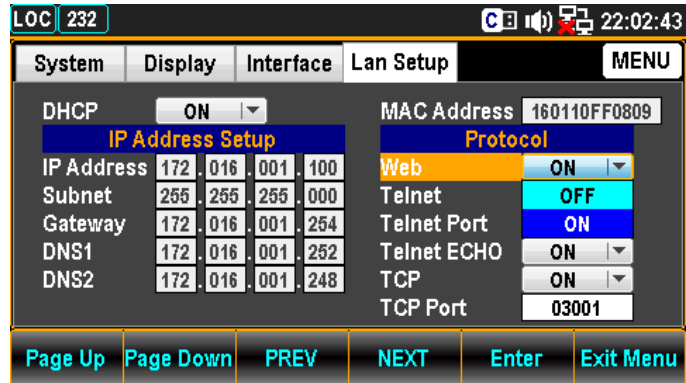 LOC 232 C 22:02:43
System Display Interface Lan Setup MENU
DHCP ON MAC Address 160110FF0809
IP Address Setup Protocol
IP Address 172 . 016 . 001 . 100 Web ON
Subnet 255 . 255 . 255 . 000 Telnet OFF
Gateway 172 . 016 . 001 . 254 Telnet Port ON
DNS1 172 . 016 . 001 . 252 Telnet ECHO ON
DNS2 172 . 016 . 001 . 248 TCP ON
TCP Port 03001
Page Up Page Down PREV NEXT Enter Exit Menu